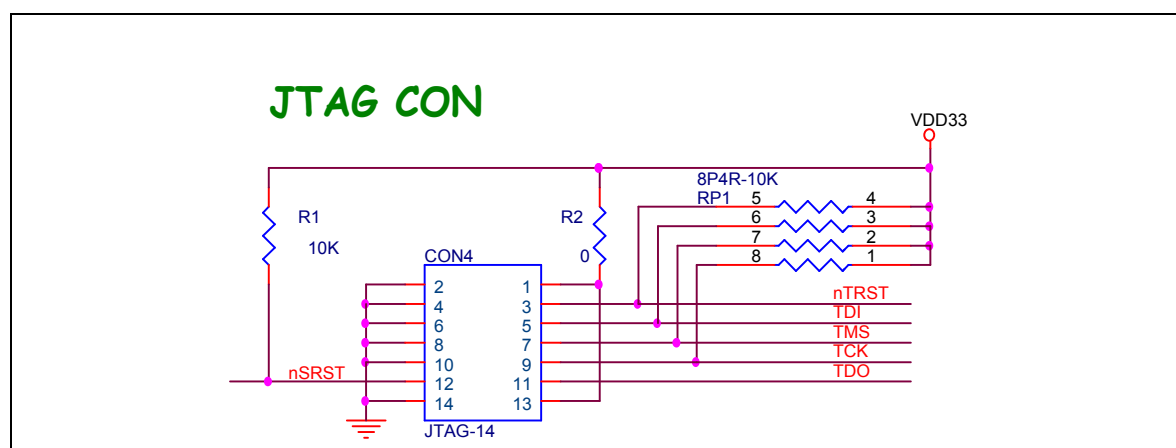 JTAG CON
VDD33
8P4R-10K
RP1 5 4
6 3
7 2
8 1
R1
10K
R2
0
CON4
2 1
4 3
6 5
8 7
10 9
12 11
14 13
JTAG-14
nSRST
nTRST
TDI
TMS
TCK
TDO